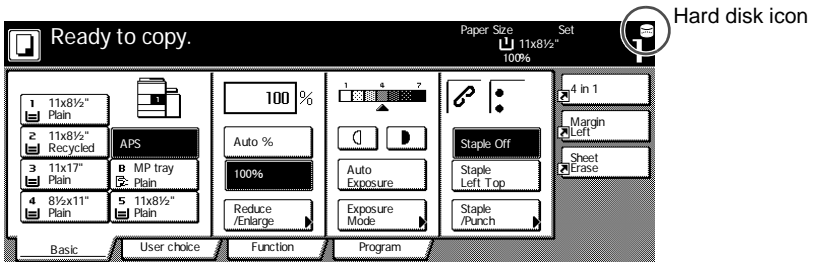 Hard disk icon
Ready to copy.
Paper Size
Set
11x8½"
100%
1
1 11x8½"
Plain
2 11x8½"
Recycled
3 11x17"
Plain
4 8½x11"
Plain
APS
B MP tray
Plain
5 11x8½"
Plain
1
100 %
Auto %
100%
Reduce
/Enlarge
1 4 7
Auto
Exposure
Exposure
Mode
Staple Off
Staple
Left Top
Staple
/Punch
4 in 1
Margin
Left
Sheet
Erase
Basic
User choice
Function
Program